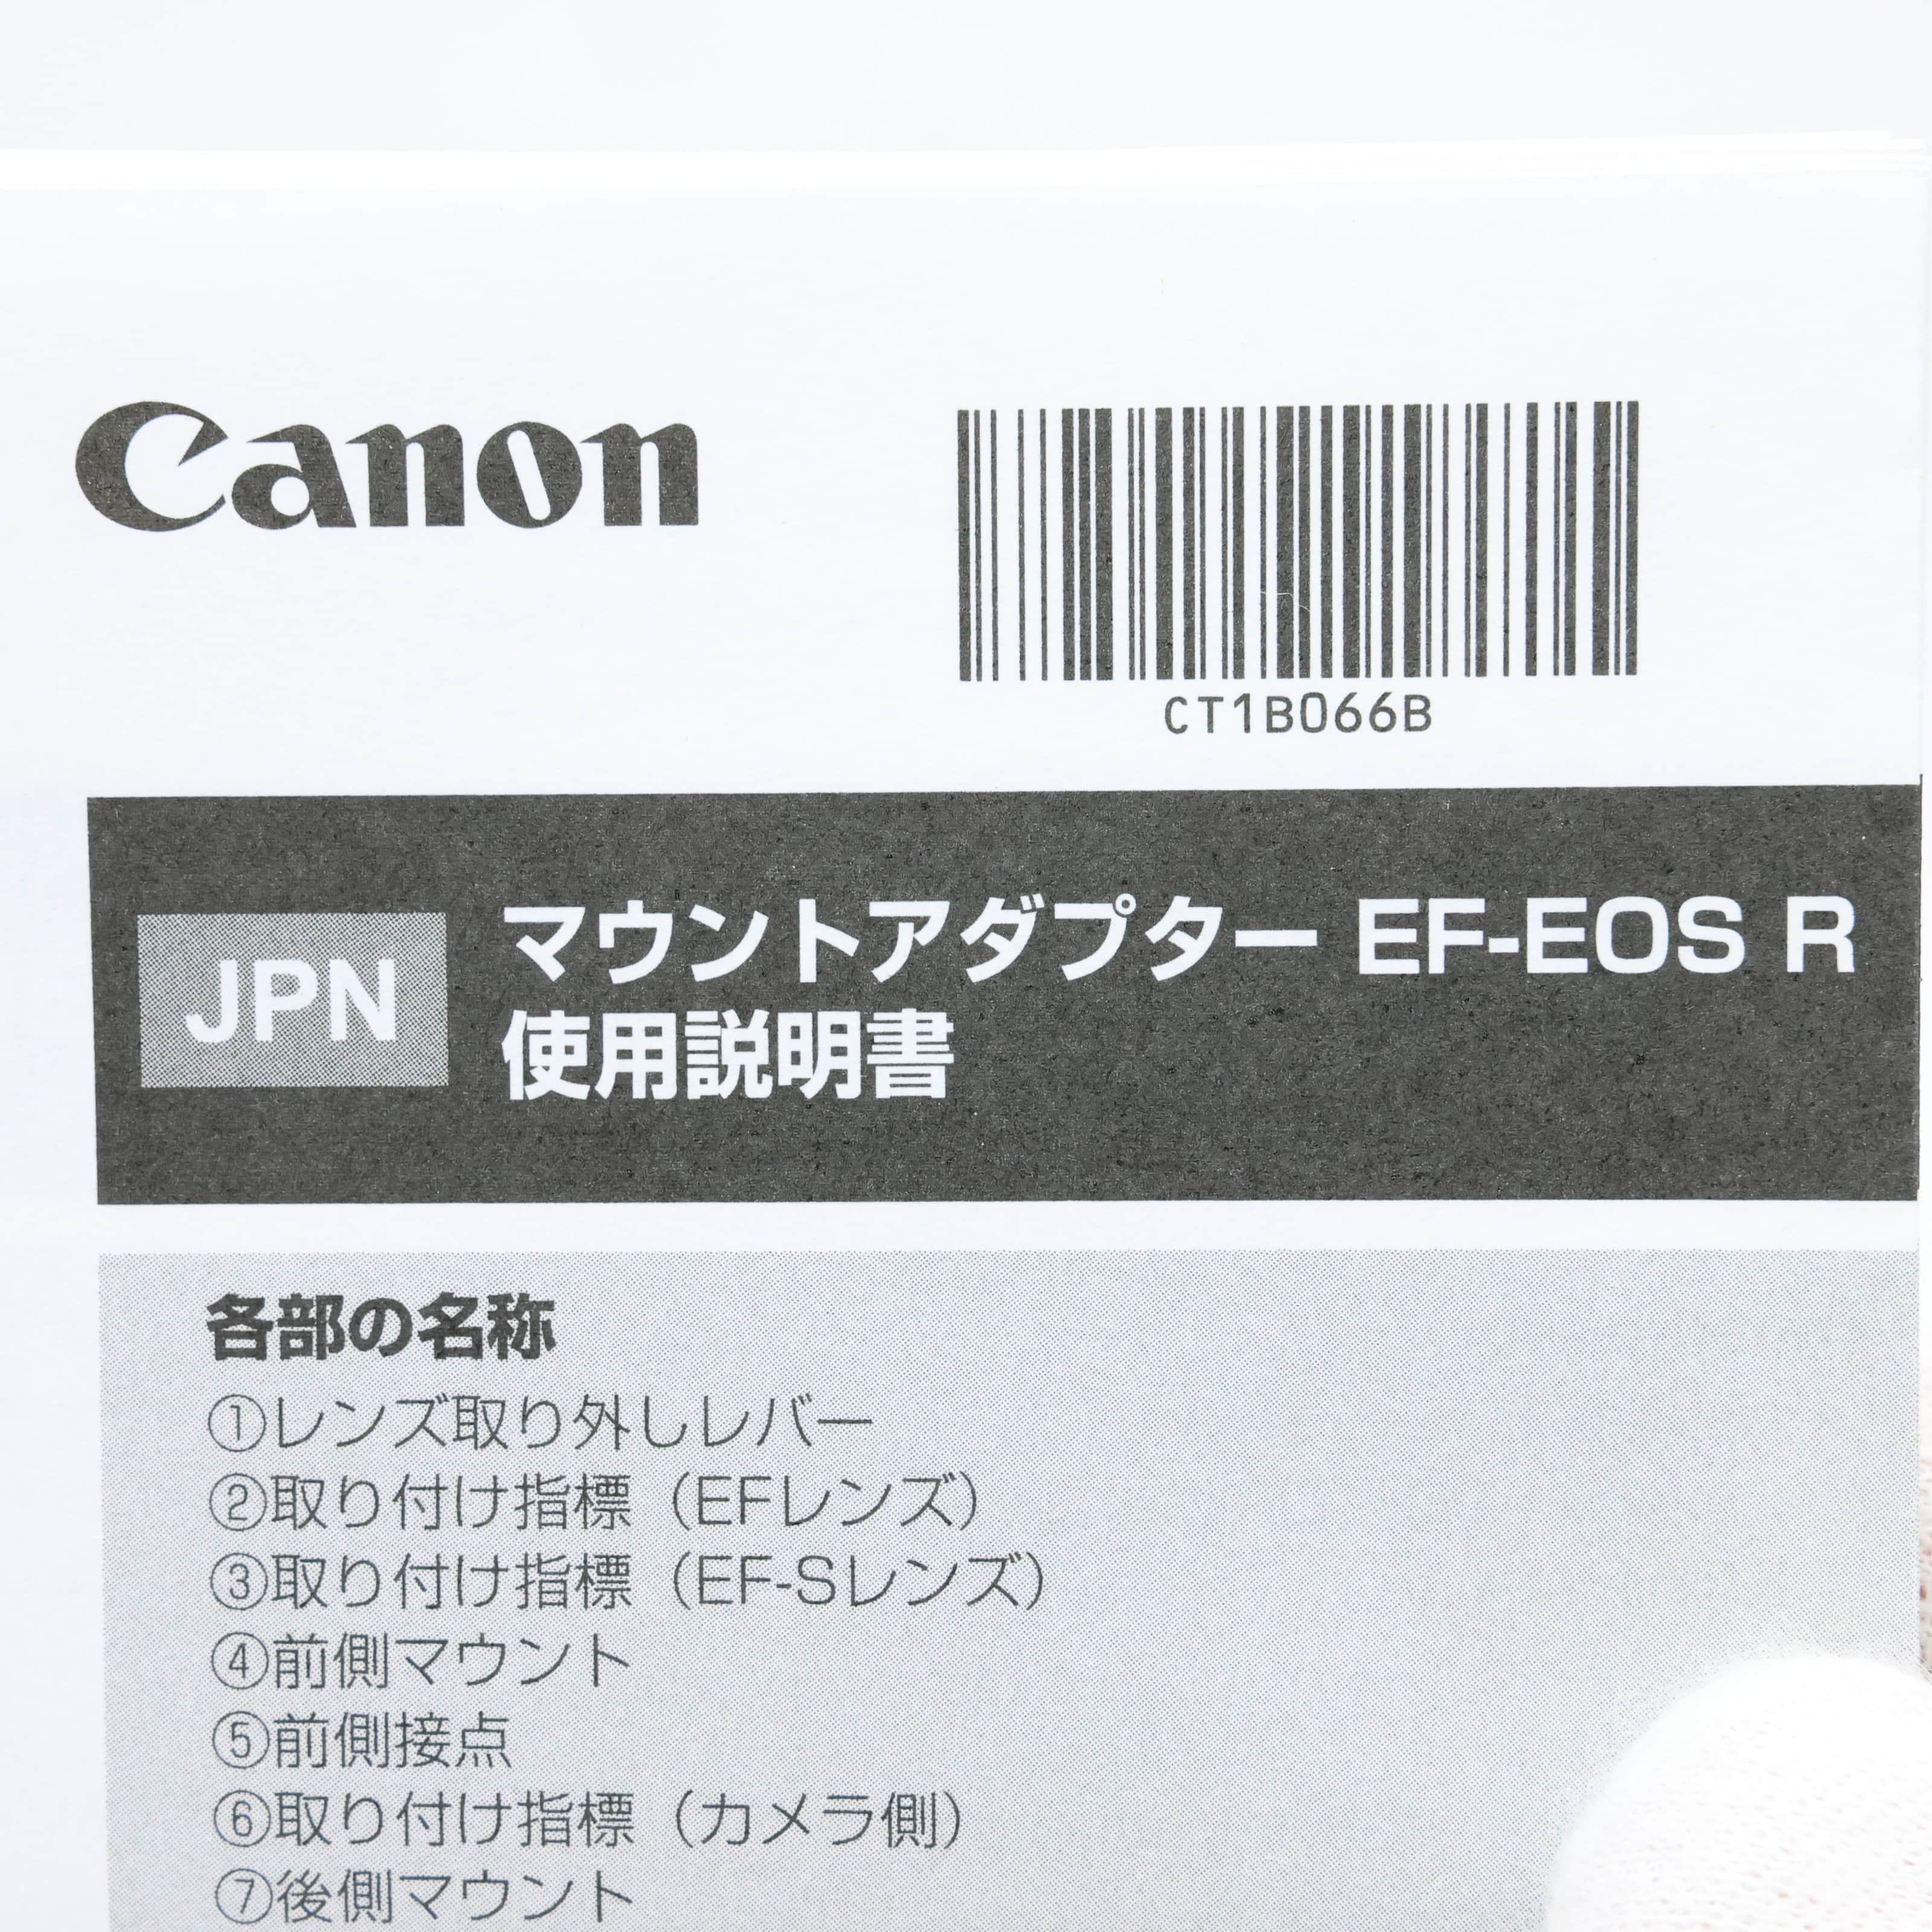 Canon
CT1B066B
JPN
マウントアダプター EF-EOS R
使用説明書
各部の名称
①レンズ取り外しレバー
②取り付け指標（EFレンズ）
③取り付け指標（EF-Sレンズ）
④前側マウント
⑤前側接点
⑥取り付け指標（カメラ側）
⑦後側マウント